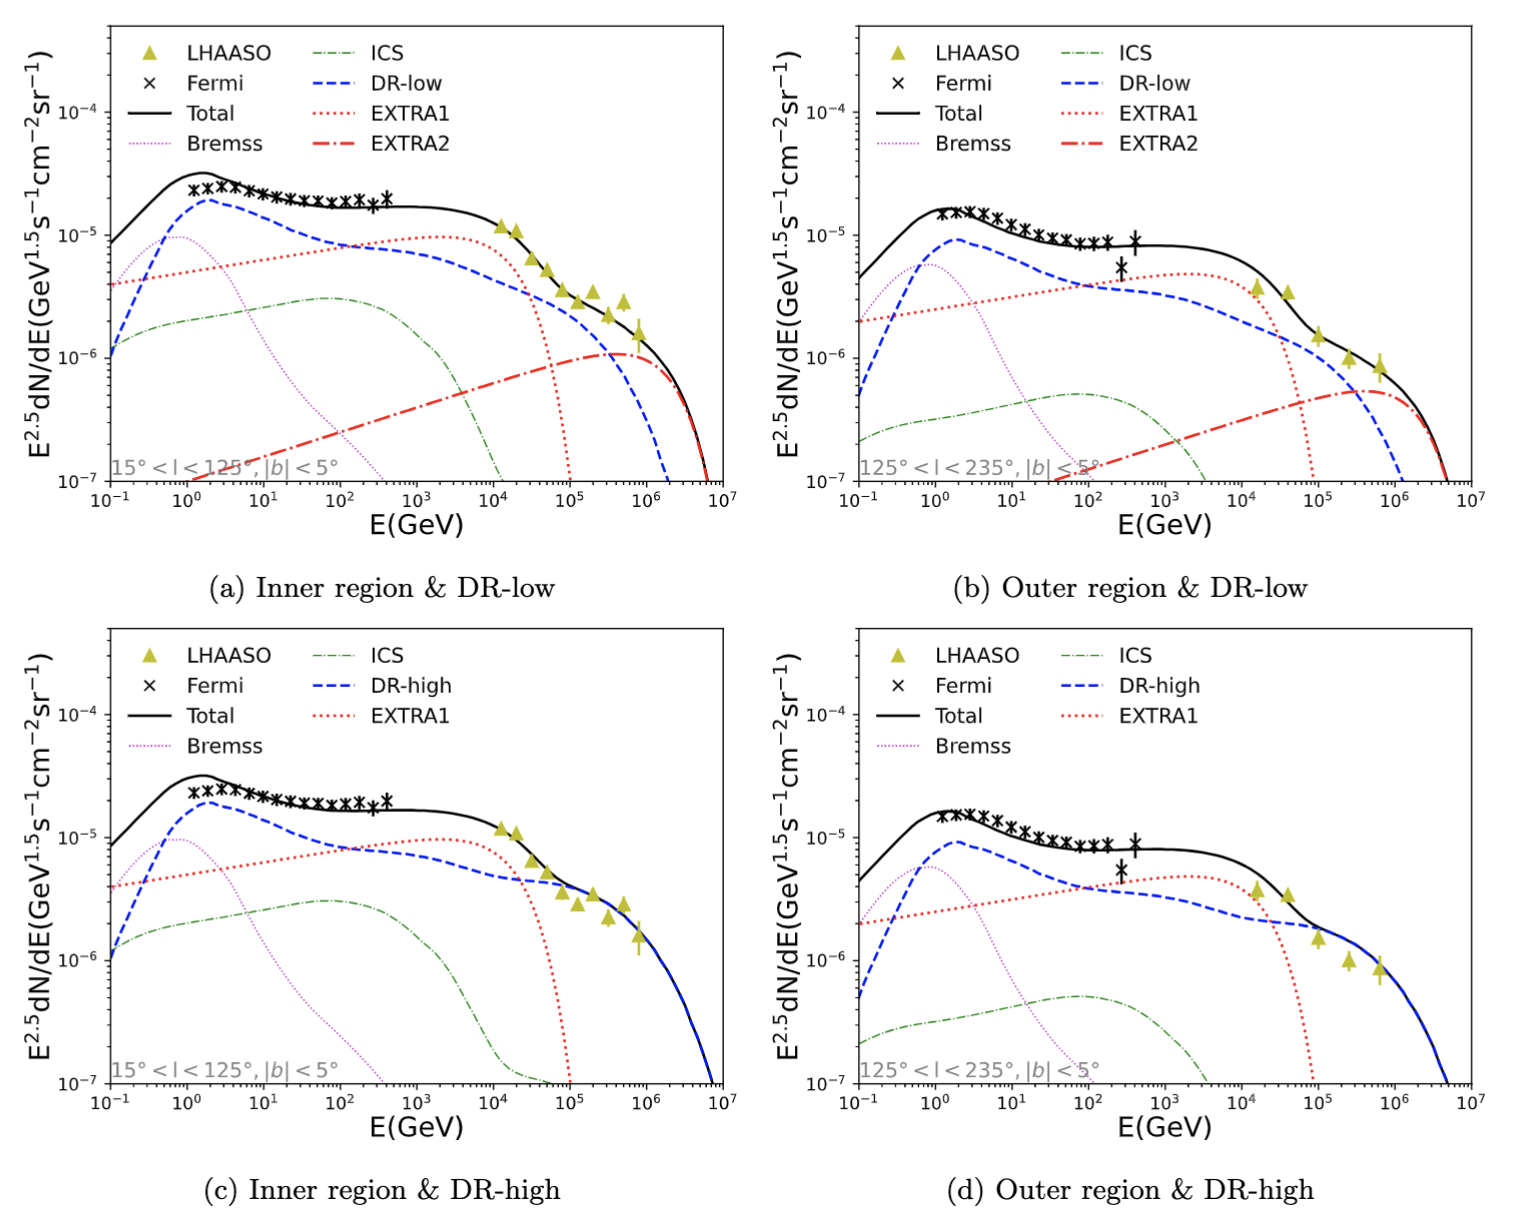 E^2.5dN/dE(GeV^1.5s^−1cm^−2sr^−1)
10^−4
10^−5
10^−6
10^−7
LHAASO
Fermi
Total
Bremss
ICS
DR-low
EXTRA1
EXTRA2
15°<l<125°,|b|<5°
10^−1 10^0 10^1 10^2 10^3 10^4 10^5 10^6 10^7
E(GeV)
(a) Inner region & DR-low
E^2.5dN/dE(GeV^1.5s^−1cm^−2sr^−1)
10^−4
10^−5
10^−6
10^−7
LHAASO
Fermi
Total
Bremss
ICS
DR-low
EXTRA1
EXTRA2
125°<l<235°,|b|<5°
10^−1 10^0 10^1 10^2 10^3 10^4 10^5 10^6 10^7
E(GeV)
(b) Outer region & DR-low
E^2.5dN/dE(GeV^1.5s^−1cm^−2sr^−1)
10^−4
10^−5
10^−6
10^−7
LHAASO
Fermi
Total
Bremss
ICS
DR-high
EXTRA1
15°<l<125°,|b|<5°
10^−1 10^0 10^1 10^2 10^3 10^4 10^5 10^6 10^7
E(GeV)
(c) Inner region & DR-high
E^2.5dN/dE(GeV^1.5s^−1cm^−2sr^−1)
10^−4
10^−5
10^−6
10^−7
LHAASO
Fermi
Total
Bremss
ICS
DR-high
EXTRA1
125°<l<235°,|b|<5°
10^−1 10^0 10^1 10^2 10^3 10^4 10^5 10^6 10^7
E(GeV)
(d) Outer region & DR-high